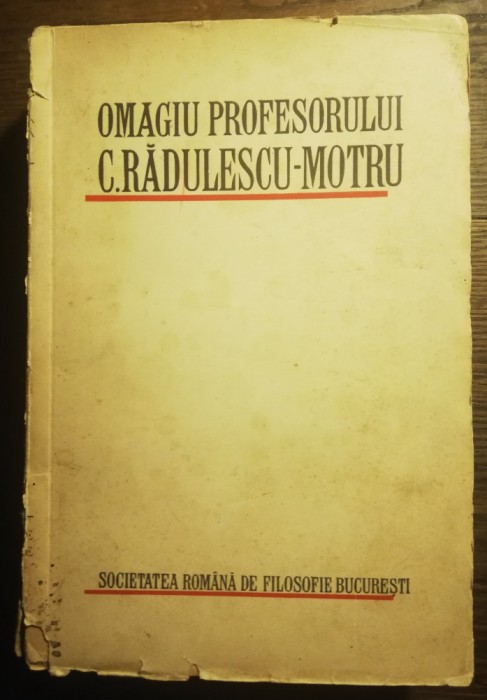 OMAGIU PROFESORULUI
C.RĂDULESCU-MOTRU
SOCIETATEA ROMÂNĂ DE FILOSOFIE BUCUREȘTI